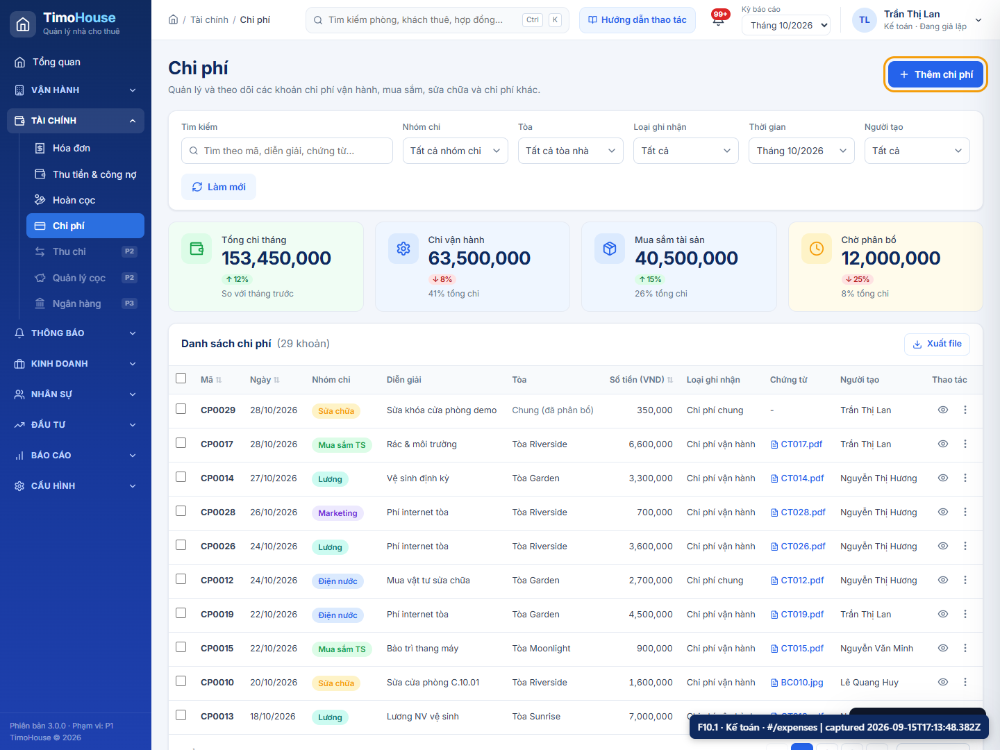 TimoHouse
Quản lý nhà cho thuê
Tổng quan
VẬN HÀNH
TÀI CHÍNH
Hóa đơn
Thu tiền & công nợ
Hoàn cọc
Chi phí
Thu chi P2
Quản lý cọc P2
Ngân hàng P3
THÔNG BÁO
KINH DOANH
NHÂN SỰ
ĐẦU TƯ
BÁO CÁO
CẤU HÌNH
Phiên bản 3.0.0 · Phạm vi: P1
TimoHouse © 2026
/ Tài chính / Chi phí
Tìm kiếm phòng, khách thuê, hợp đồng... Ctrl K
Hướng dẫn thao tác
99+
Kỳ báo cáo
Tháng 10/2026
TL
Trần Thị Lan
Kế toán · Đang giả lập
Chi phí
Quản lý và theo dõi các khoản chi phí vận hành, mua sắm, sửa chữa và chi phí khác.
Thêm chi phí
Tìm kiếm Nhóm chi Tòa Loại ghi nhận Thời gian Người tạo
Tìm theo mã, diễn giải, chứng từ... Tất cả nhóm chi Tất cả tòa nhà Tất cả Tháng 10/2026 Tất cả
Làm mới
Tổng chi tháng
153,450,000
↑ 12%
So với tháng trước
Chi vận hành
63,500,000
↓ 8%
41% tổng chi
Mua sắm tài sản
40,500,000
↑ 15%
26% tổng chi
Chờ phân bổ
12,000,000
↓ 25%
8% tổng chi
Danh sách chi phí (29 khoản)
Xuất file
Mã Ngày Nhóm chi Diễn giải Tòa Số tiền (VND) Loại ghi nhận Chứng từ Người tạo Thao tác
CP0029 28/10/2026 Sửa chữa Sửa khóa cửa phòng demo Chung (đã phân bổ) 350,000 Chi phí chung - Trần Thị Lan
CP0017 28/10/2026 Mua sắm TS Rác & môi trường Tòa Riverside 6,600,000 Chi phí vận hành CT017.pdf Trần Thị Lan
CP0014 27/10/2026 Lương Vệ sinh định kỳ Tòa Garden 3,300,000 Chi phí vận hành CT014.pdf Nguyễn Thị Hương
CP0028 26/10/2026 Marketing Phí internet tòa Tòa Riverside 700,000 Chi phí vận hành CT028.pdf Nguyễn Thị Hương
CP0026 24/10/2026 Lương Phí internet tòa Tòa Riverside 3,600,000 Chi phí vận hành CT026.pdf Nguyễn Thị Hương
CP0012 24/10/2026 Điện nước Mua vật tư sửa chữa Tòa Garden 2,700,000 Chi phí chung CT012.pdf Nguyễn Thị Hương
CP0019 22/10/2026 Điện nước Phí internet tòa Tòa Garden 4,500,000 Chi phí vận hành CT019.pdf Trần Thị Lan
CP0015 22/10/2026 Mua sắm TS Bảo trì thang máy Tòa Moonlight 900,000 Chi phí vận hành CT015.pdf Nguyễn Văn Minh
CP0010 20/10/2026 Sửa chữa Sửa cửa phòng C.10.01 Tòa Riverside 1,600,000 Chi phí vận hành BC010.jpg Lê Quang Huy
CP0013 18/10/2026 Lương Lương NV vệ sinh Tòa Sunrise 7,000,000
F10.1 · Kế toán · #/expenses | captured 2026-09-15T17:13:48.382Z